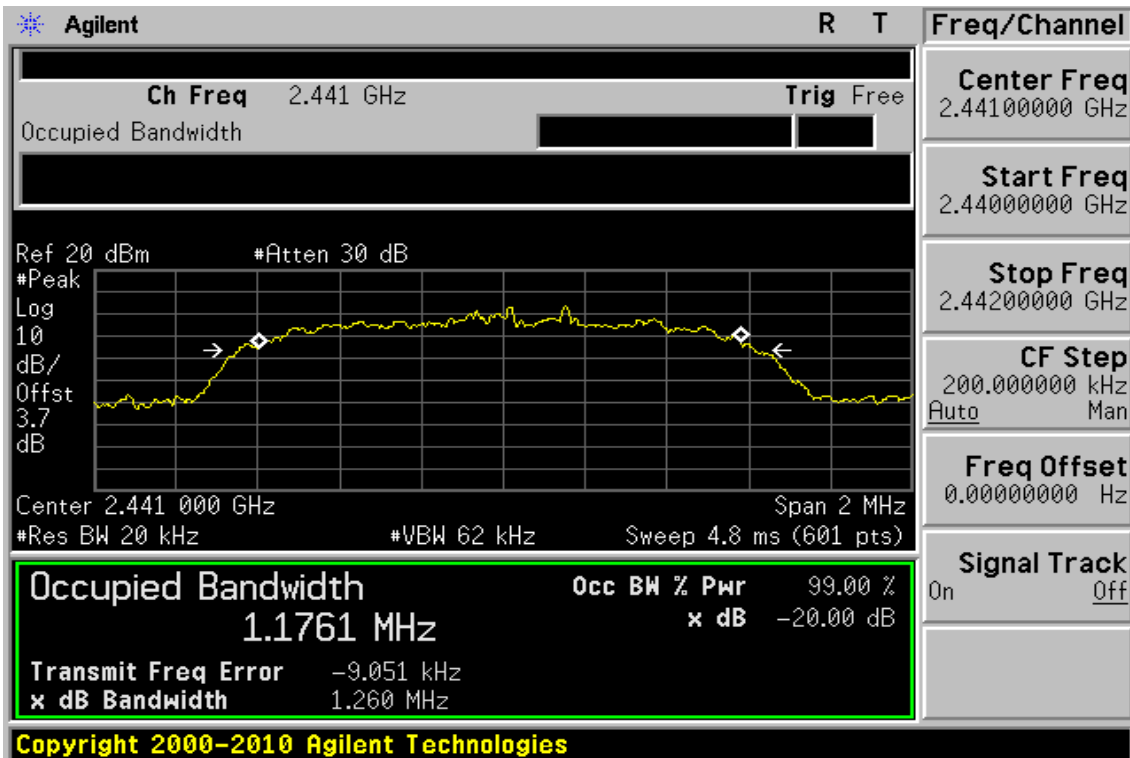 Agilent R T Freq/Channel
Ch Freq 2.441 GHz Trig Free
Occupied Bandwidth
Center Freq
2.44100000 GHz
Start Freq
2.44000000 GHz
Stop Freq
2.44200000 GHz
CF Step
200.000000 kHz
Auto Man
Freq Offset
0.00000000 Hz
Signal Track
On Off
Ref 20 dBm #Atten 30 dB
#Peak
Log
10
dB/
Offst
3.7
dB
Center 2.441 000 GHz Span 2 MHz
#Res BW 20 kHz #VBW 62 kHz Sweep 4.8 ms (601 pts)
Occupied Bandwidth
1.1761 MHz
Occ BW % Pwr 99.00 %
x dB -20.00 dB
Transmit Freq Error -9.051 kHz
x dB Bandwidth 1.260 MHz
Copyright 2000-2010 Agilent Technologies